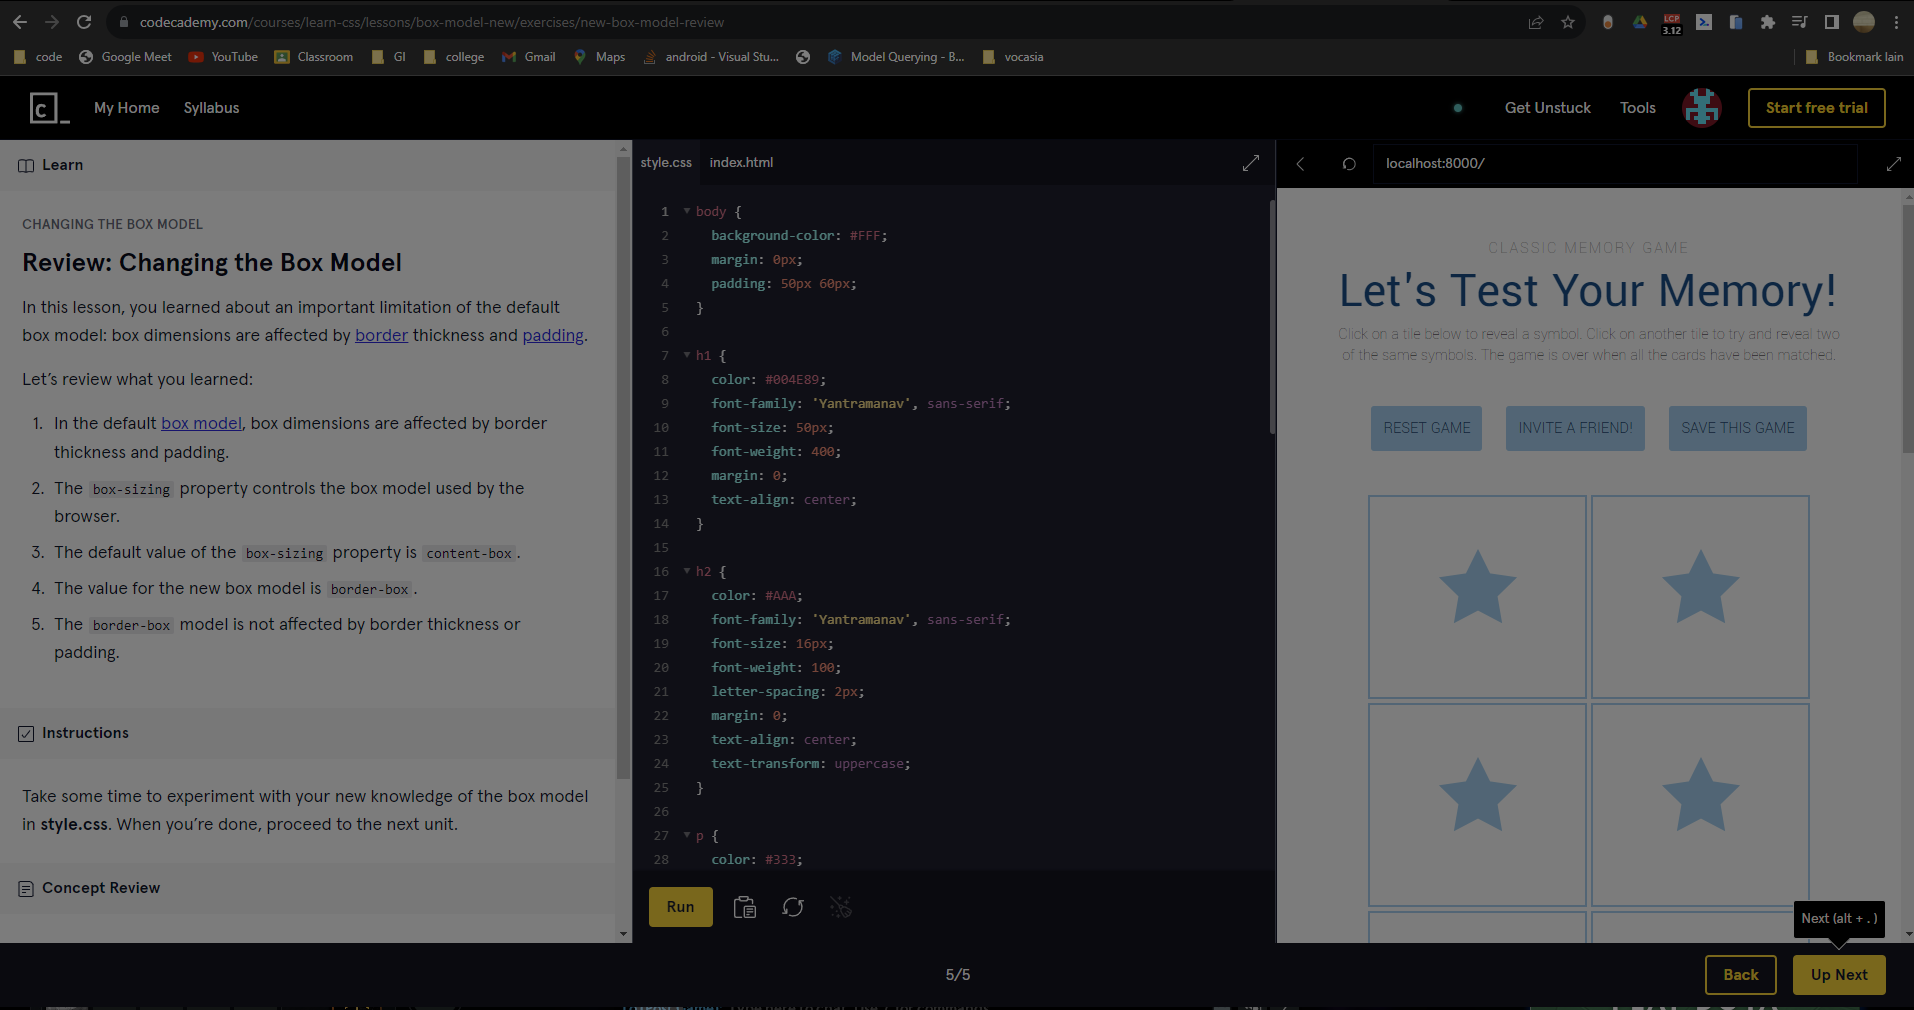 codecademy.com/courses/learn-css/lessons/box-model-new/exercises/new-box-model-review
LCP
3.12
code
Google Meet
YouTube
Classroom
GI
college
Gmail
Maps
android - Visual Stu...
Model Querying - B...
vocasia
Bookmark lain
c_
My Home
Syllabus
Get Unstuck
Tools
Start free trial
Learn
CHANGING THE BOX MODEL
Review: Changing the Box Model
In this lesson, you learned about an important limitation of the default
box model: box dimensions are affected by border thickness and padding.
Let’s review what you learned:
1. In the default box model, box dimensions are affected by border
thickness and padding.
2. The box-sizing property controls the box model used by the
browser.
3. The default value of the box-sizing property is content-box.
4. The value for the new box model is border-box.
5. The border-box model is not affected by border thickness or
padding.
Instructions
Take some time to experiment with your new knowledge of the box model
in style.css. When you’re done, proceed to the next unit.
Concept Review
style.css
index.html
1 body {
2 background-color: #FFF;
3 margin: 0px;
4 padding: 50px 60px;
5 }
6
7 h1 {
8 color: #004E89;
9 font-family: 'Yantramanav', sans-serif;
10 font-size: 50px;
11 font-weight: 400;
12 margin: 0;
13 text-align: center;
14 }
15
16 h2 {
17 color: #AAA;
18 font-family: 'Yantramanav', sans-serif;
19 font-size: 16px;
20 font-weight: 100;
21 letter-spacing: 2px;
22 margin: 0;
23 text-align: center;
24 text-transform: uppercase;
25 }
26
27 p {
28 color: #333;
Run
localhost:8000/
CLASSIC MEMORY GAME
Let's Test Your Memory!
Click on a tile below to reveal a symbol. Click on another tile to try and reveal two
of the same symbols. The game is over when all the cards have been matched.
RESET GAME
INVITE A FRIEND!
SAVE THIS GAME
Next (alt + . )
5/5
Back
Up Next